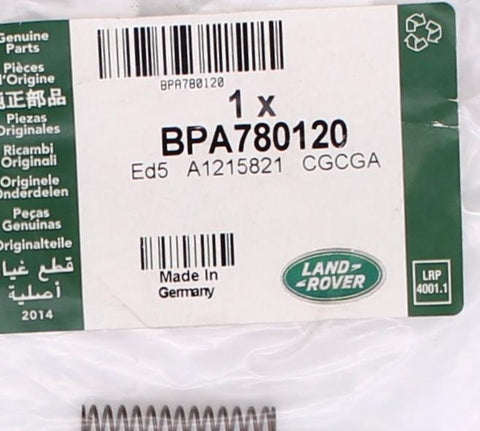 Genuine
Parts
Pièces
d'Origine
純正部品
Piezas
Originales
Ricambi
Originali
Originele
Onderdelen
Peças
Genuinas
Originalteile
قطع غيار
أصلية
2014
BPA780120
1 x
BPA780120
Ed5 A1215821 CGCGA
Made In
Germany
LAND-
-ROVER
LRP
4001.1